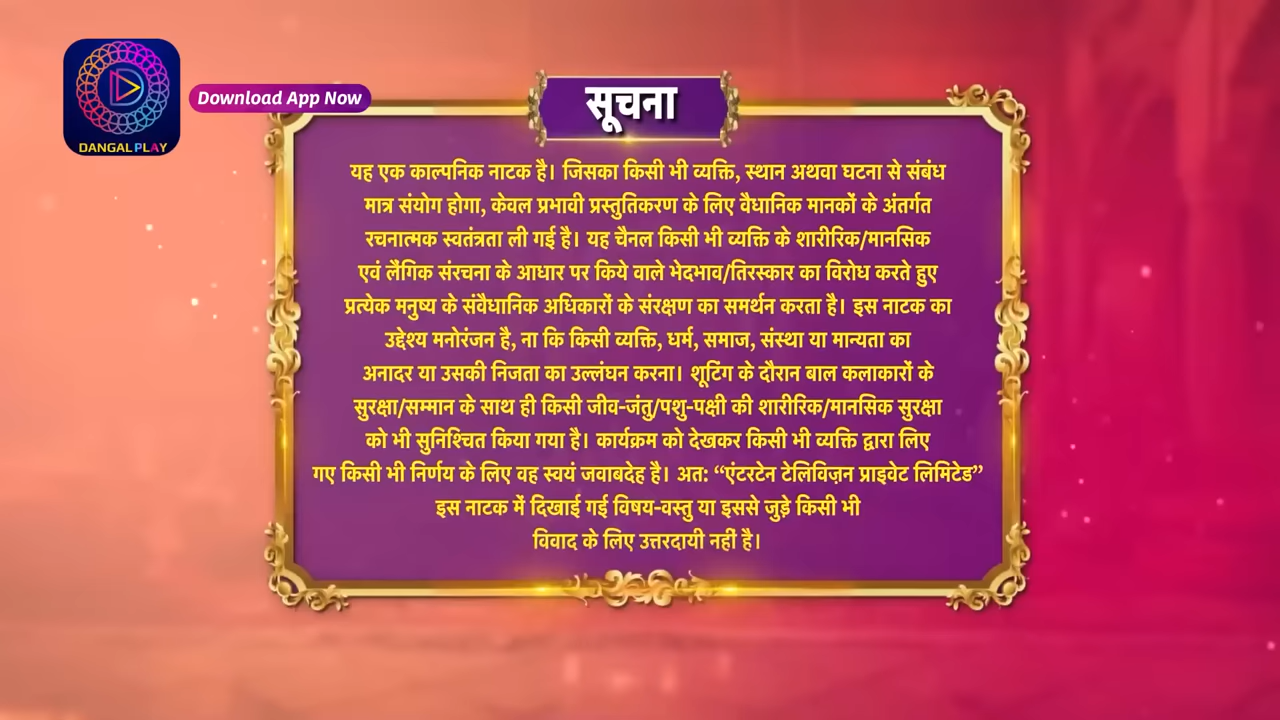 DANGAL PLAY
Download App Now
सूचना
यह एक काल्पनिक नाटक है। जिसका किसी भी व्यक्ति, स्थान अथवा घटना से संबंध
मात्र संयोग होगा, केवल प्रभावी प्रस्तुतिकरण के लिए वैधानिक मानकों के अंतर्गत
रचनात्मक स्वतंत्रता ली गई है। यह चैनल किसी भी व्यक्ति के शारीरिक/मानसिक
एवं लैंगिक संरचना के आधार पर किये वाले भेदभाव/तिरस्कार का विरोध करते हुए
प्रत्येक मनुष्य के संवैधानिक अधिकारों के संरक्षण का समर्थन करता है। इस नाटक का
उद्देश्य मनोरंजन है, ना कि किसी व्यक्ति, धर्म, समाज, संस्था या मान्यता का
अनादर या उसकी निजता का उल्लंघन करना। शूटिंग के दौरान बाल कलाकारों के
सुरक्षा/सम्मान के साथ ही किसी जीव-जंतु/पशु-पक्षी की शारीरिक/मानसिक सुरक्षा
को भी सुनिश्चित किया गया है। कार्यक्रम को देखकर किसी भी व्यक्ति द्वारा लिए
गए किसी भी निर्णय के लिए वह स्वयं जवाबदेह है। अत: “एंटरटेन टेलिविज़न प्राइवेट लिमिटेड”
इस नाटक में दिखाई गई विषय-वस्तु या इससे जुड़े किसी भी
विवाद के लिए उत्तरदायी नहीं है।